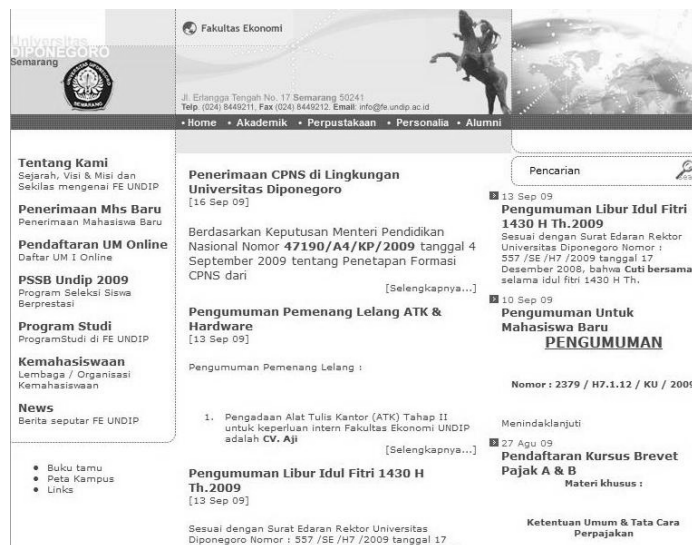 Universitas
DIPONEGORO
Semarang
Fakultas Ekonomi
Jl. Erlangga Tengah No. 17 Semarang 50241
Telp. (024) 8449211, Fax (024) 8449212. Email: info@fe.undip.ac.id
• Home • Akademik • Perpustakaan • Personalia • Alumni
Tentang Kami
Sejarah, Visi & Misi dan
Sekilas mengenai FE UNDIP
Penerimaan Mhs Baru
Penerimaan Mahasiswa Baru
Pendaftaran UM Online
Daftar UM I Online
PSSB Undip 2009
Program Seleksi Siswa
Berprestasi
Program Studi
ProgramStudi di FE UNDIP
Kemahasiswaan
Lembaga / Organisasi
Kemahasiswaan
News
Berita seputar FE UNDIP
• Buku tamu
• Peta Kampus
• Links
Penerimaan CPNS di Lingkungan
Universitas Diponegoro
[16 Sep 09]
Berdasarkan Keputusan Menteri Pendidikan
Nasional Nomor 47190/A4/KP/2009 tanggal 4
September 2009 tentang Penetapan Formasi
CPNS dari
[Selengkapnya...]
Pengumuman Pemenang Lelang ATK &
Hardware
[13 Sep 09]
Pengumuman Pemenang Lelang :
1. Pengadaan Alat Tulis Kantor (ATK) Tahap II
untuk keperluan intern Fakultas Ekonomi UNDIP
adalah CV. Aji
[Selengkapnya...]
Pengumuman Libur Idul Fitri 1430 H
Th.2009
[13 Sep 09]
Sesuai dengan Surat Edaran Rektor Universitas
Diponegoro Nomor : 557 /SE /H7 /2009 tanggal 17
Pencarian
13 Sep 09
Pengumuman Libur Idul Fitri
1430 H Th.2009
Sesuai dengan Surat Edaran Rektor
Universitas Diponegoro Nomor :
557 /SE /H7 /2009 tanggal 17
Desember 2008, bahwa Cuti bersama
selama idul fitri 1430 H Th.
10 Sep 09
Pengumuman Untuk
Mahasiswa Baru
PENGUMUMAN
Nomor : 2379 / H7.1.12 / KU / 2009
Menindaklanjuti
27 Agu 09
Pendaftaran Kursus Brevet
Pajak A & B
Materi khusus :
Ketentuan Umum & Tata Cara
Perpajakan